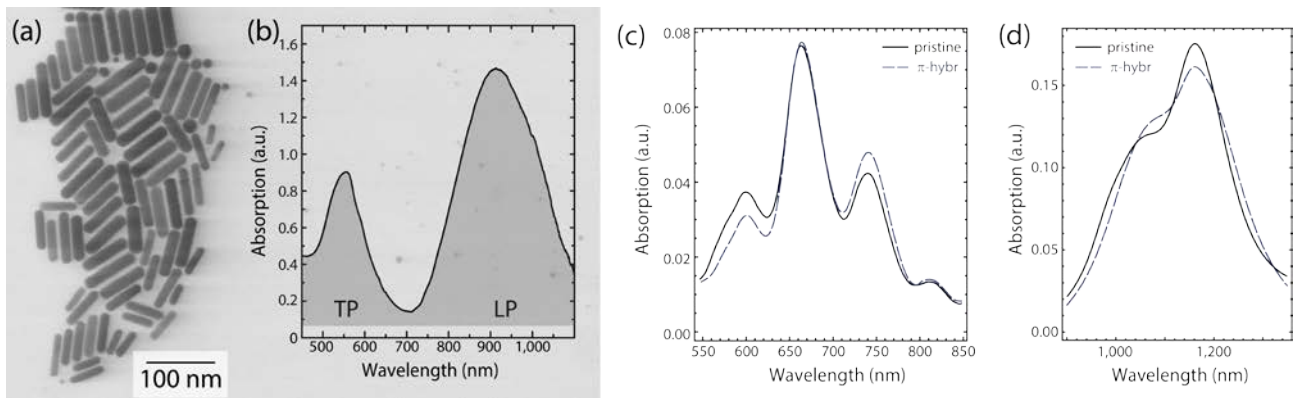 (a)
100 nm
(b)
Absorption (a.u.)
1.6
1.4
1.2
1.0
0.8
0.6
0.4
0.2
0
TP
LP
500 600 700 800 900 1,000
Wavelength (nm)
(c)
pristine
π-hybr
Absorption (a.u.)
0.08
0.06
0.04
0.02
0.00
550 600 650 700 750 800 850
Wavelength (nm)
(d)
pristine
π-hybr
Absorption (a.u.)
0.15
0.10
0.05
0.00
1,000 1,200
Wavelength (nm)